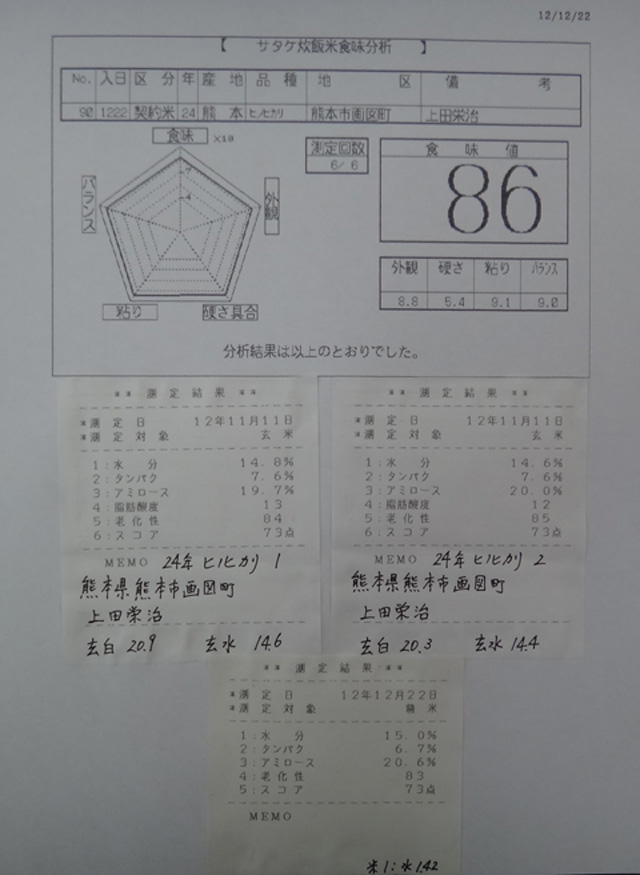 12/12/22
【 サタケ炊飯米食味分析 】
No. 入日 区分 年 産地 品種 地区 備考
90 1222 契約米 24 熊本 ヒノヒカリ 熊本市画図町 上田栄治
食味 X10
7
4
バランス
外観
粘り
硬さ具合
測定回数
6/ 6
食味値
86
外観 硬さ 粘り バランス
8.8 5.4 9.1 9.0
分析結果は以上のとおりでした。
** 測定結果 **
*測定日 12年11月11日
*測定対象 玄米
1:水分 14.8%
2:タンパク 7.6%
3:アミロース 19.7%
4:脂肪酸度 13
5:老化性 84
6:スコア 73点
MEMO 24年 ヒノヒカリ 1
熊本県熊本市画図町
上田栄治
玄白 20.9 玄水 14.6
** 測定結果 **
*測定日 12年11月11日
*測定対象 玄米
1:水分 14.6%
2:タンパク 7.6%
3:アミロース 20.0%
4:脂肪酸度 12
5:老化性 85
6:スコア 73点
MEMO 24年 ヒノヒカリ 2
熊本県熊本市画図町
上田栄治
玄白 20.3 玄水 14.4
** 測定結果 **
*測定日 12年12月22日
*測定対象 精米
1:水分 15.0%
2:タンパク 6.7%
3:アミロース 20.6%
4:老化性 83
5:スコア 73点
MEMO
米1:水1.42